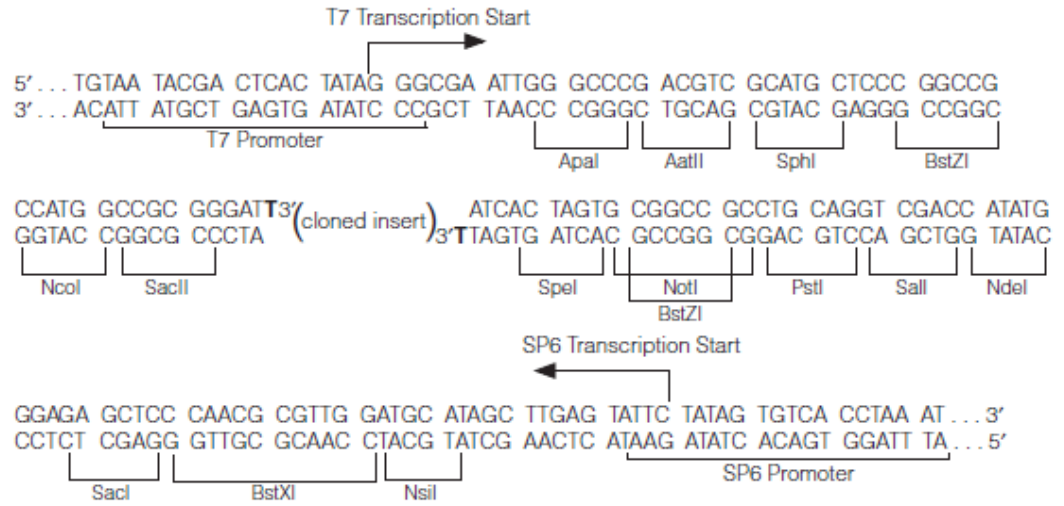 T7 Transcription Start
5′ . . . TGTAA TACGA CTCAC TATAG GGCGA ATTGG GCCCG ACGTC GCATG CTCCC GGCCG
3′ . . . ACATT ATGCT GAGTG ATATC CCGCT TAACC CGGGC TGCAG CGTAC GAGGG CCGGC
T7 Promoter
ApaI AatII SphI BstZI
CCATG GCCGC GGGATT3′ (cloned insert) ATCAC TAGTG CGGCC GCCTG CAGGT CGACC ATATG
GGTAC CGGCG CCCTA 3′TTAGTG ATCAC GCCGG CGGAC GTCCA GCTGG TATAC
NcoI SacII SpeI NotI PstI SalI NdeI
BstZI
SP6 Transcription Start
GGAGA GCTCC CAACG CGTTGG ATGC ATAGC TTGAG TATTC TATAG TGTCA CCTAA AT . . . 3′
CCTCT CGAGG GTTGC GCAAC CTACG TATCG AACTC ATAAG ATATC ACAGT GGATT TA . . . 5′
SP6 Promoter
SacI BstXI NsiI